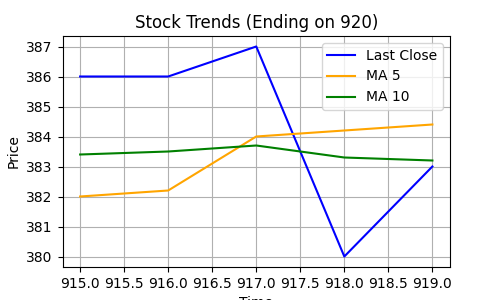 Stock Trends (Ending on 920)
Price
387
386
385
384
383
382
381
380
Last Close
MA 5
MA 10
915.0 915.5 916.0 916.5 917.0 917.5 918.0 918.5 919.0
Time